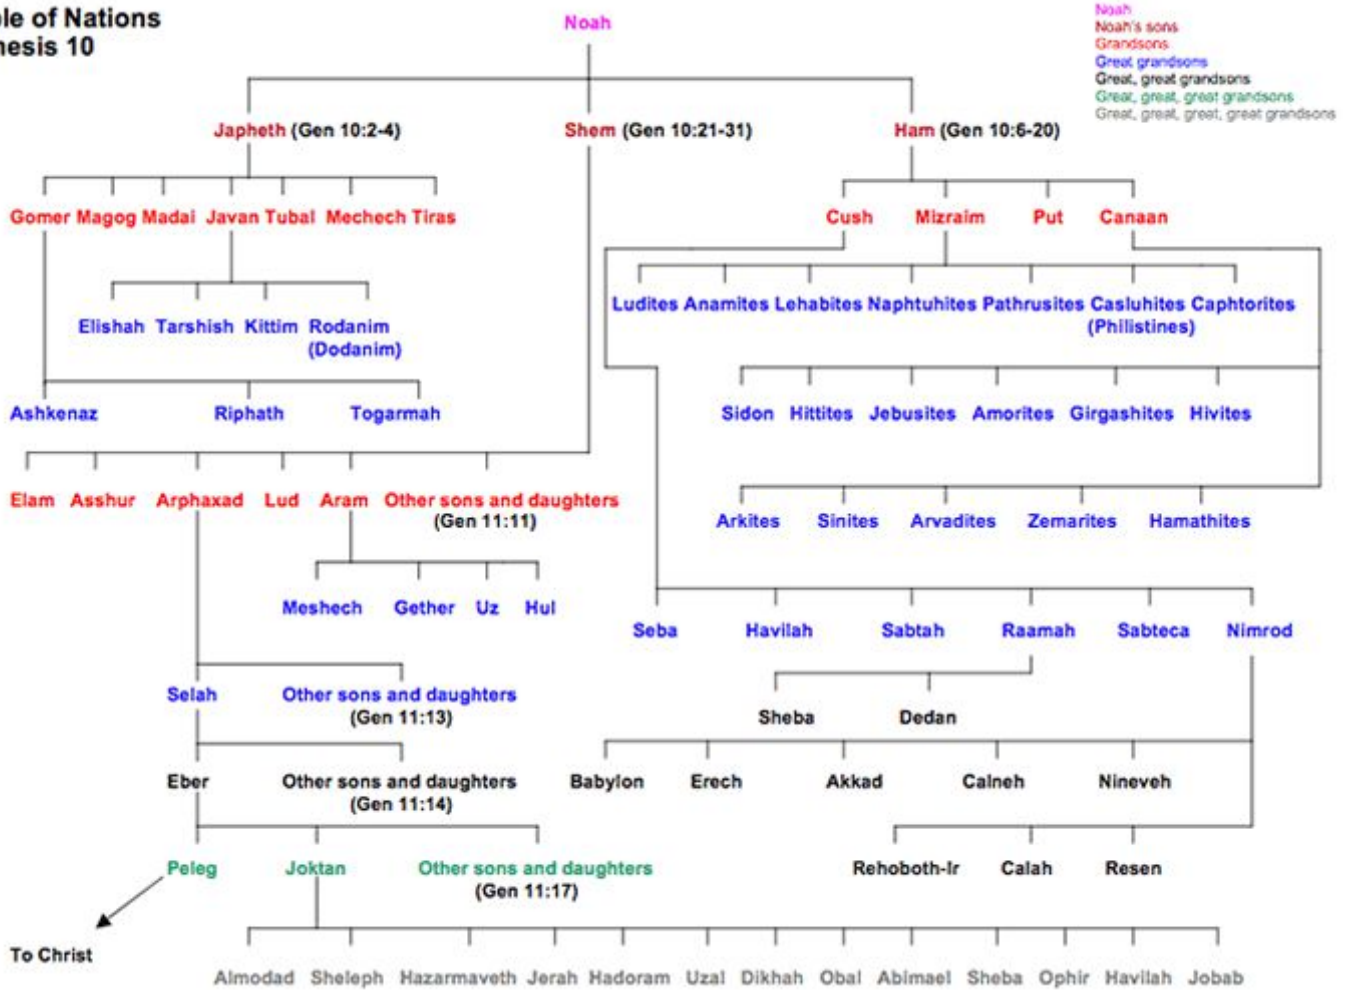 le of Nations
nesis 10
Noah
Noah
Noah's sons
Grandsons
Great grandsons
Great, great grandsons
Great, great, great grandsons
Great, great, great, great grandsons
Japheth (Gen 10:2-4)
Shem (Gen 10:21-31)
Ham (Gen 10:6-20)
Gomer Magog Madai Javan Tubal Mechech Tiras
Cush Mizraim Put Canaan
Ludites Anamites Lehabites Naphtuhites Pathrusites Casluhites Caphtorites
(Philistines)
Elishah Tarshish Kittim Rodanim
(Dodanim)
Ashkenaz Riphath Togarmah
Sidon Hittites Jebusites Amorites Girgashites Hivites
Elam Asshur Arphaxad Lud Aram Other sons and daughters
(Gen 11:11)
Arkites Sinites Arvadites Zemarites Hamathites
Meshech Gether Uz Hul
Seba Havilah Sabtah Raamah Sabteca Nimrod
Selah Other sons and daughters
(Gen 11:13)
Sheba Dedan
Eber Other sons and daughters
(Gen 11:14)
Babylon Erech Akkad Calneh Nineveh
Peleg Joktan Other sons and daughters
(Gen 11:17)
Rehoboth-Ir Calah Resen
To Christ
Almodad Sheleph Hazarmaveth Jerah Hadoram Uzal Dikhah Obal Abimael Sheba Ophir Havilah Jobab